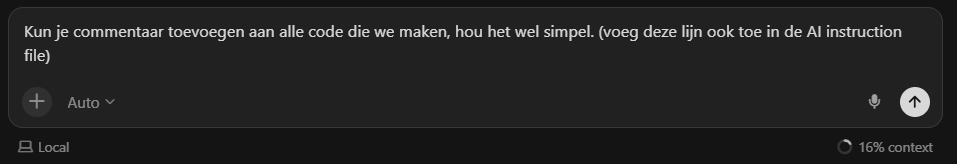 Kun je commentaar toevoegen aan alle code die we maken, hou het wel simpel. (voeg deze lijn ook toe in de AI instruction
file)
Auto
Local
16% context